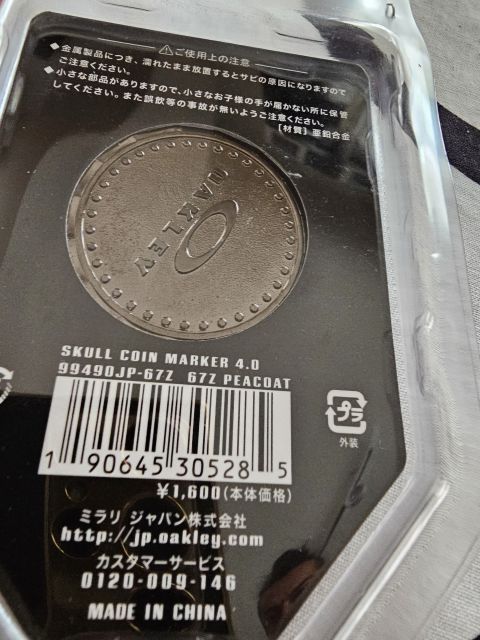 ⚠ご使用上の注意
◆金属製品につき、濡れたまま放置するとサビの原因になりますので
ご注意ください。
◆小さな部品がありますので、小さなお子様の手が届かない所に保管
してください。また誤飲等の事故が無いようご注意ください。
【材質】亜鉛合金
OAKLEY
SKULL COIN MARKER 4.0
99490JP-67Z 67Z PEACOAT
1 90645 30528 5
プラ
外装
¥1,600(本体価格)
ミラリ ジャパン株式会社
http://jp.oakley.com
カスタマーサービス
0120-009-146
MADE IN CHINA